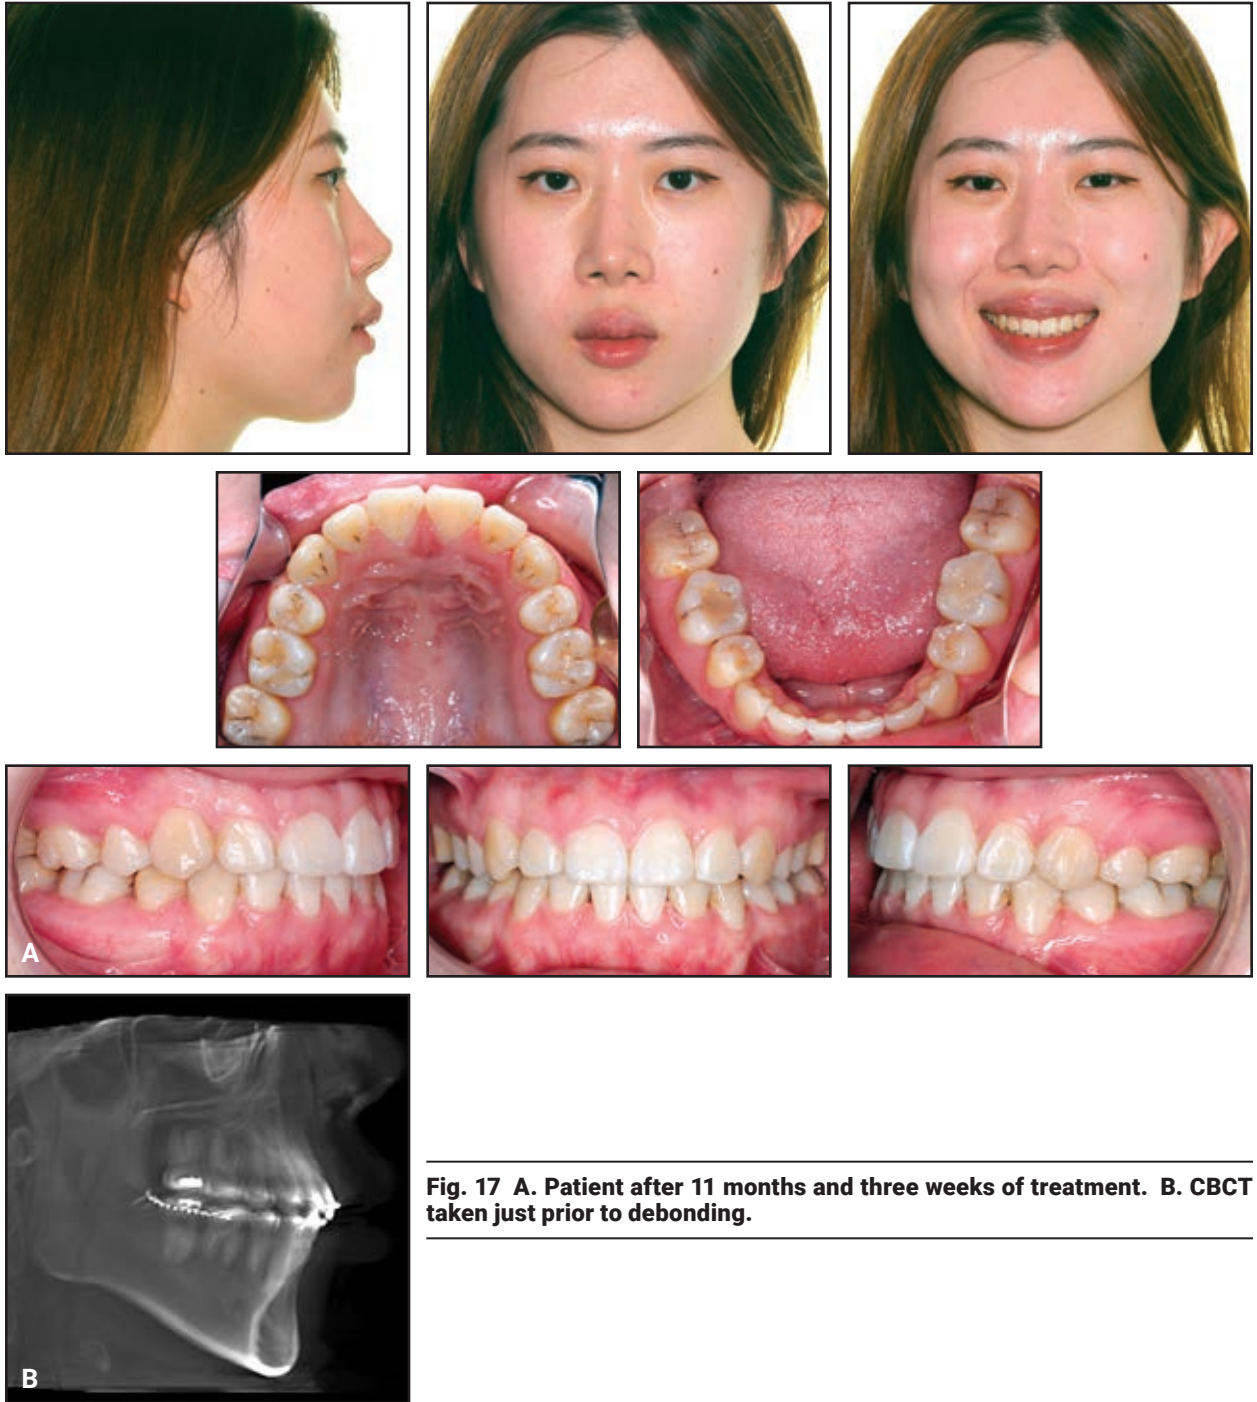 A
B
Fig. 17 A. Patient after 11 months and three weeks of treatment. B. CBCT
taken just prior to debonding.